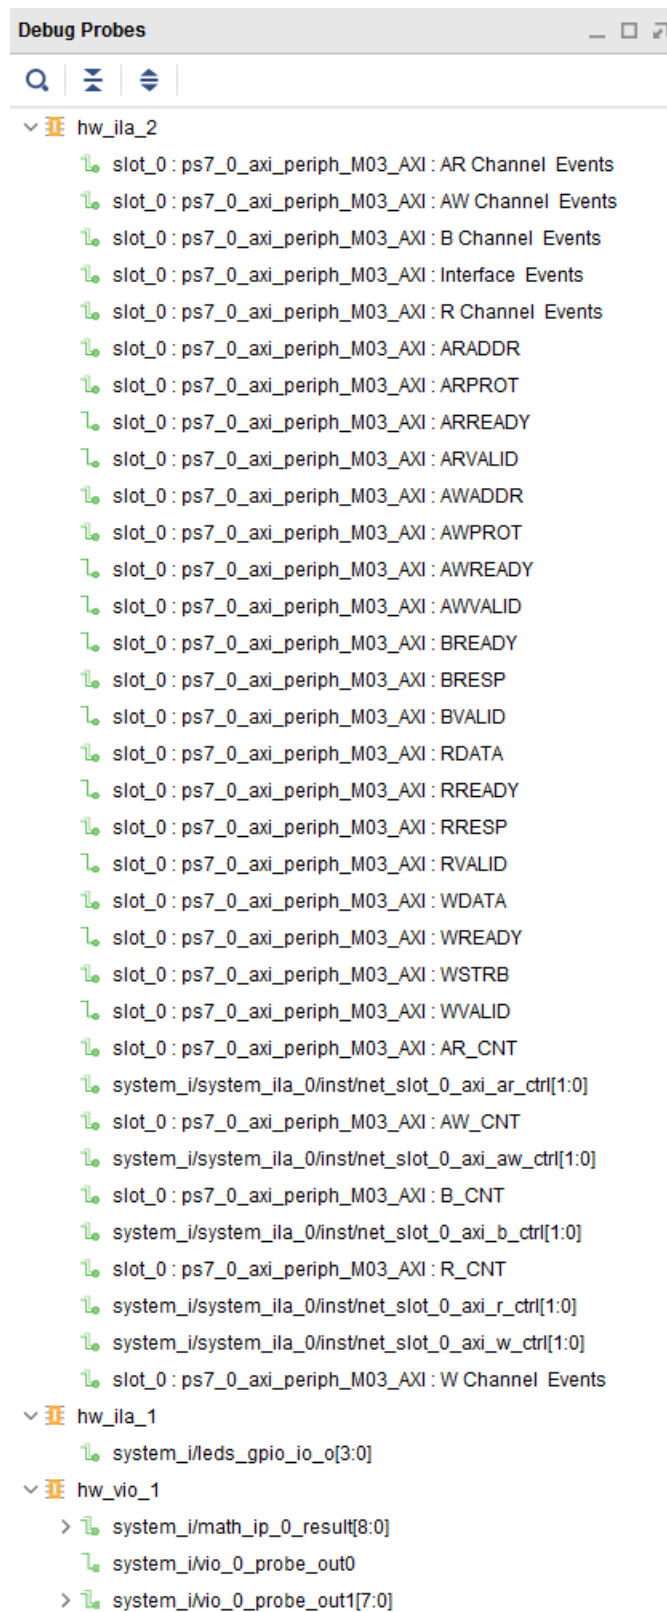 Debug Probes
hw_ila_2
slot_0 : ps7_0_axi_periph_M03_AXI : AR Channel Events
slot_0 : ps7_0_axi_periph_M03_AXI : AW Channel Events
slot_0 : ps7_0_axi_periph_M03_AXI : B Channel Events
slot_0 : ps7_0_axi_periph_M03_AXI : Interface Events
slot_0 : ps7_0_axi_periph_M03_AXI : R Channel Events
slot_0 : ps7_0_axi_periph_M03_AXI : ARADDR
slot_0 : ps7_0_axi_periph_M03_AXI : ARPROT
slot_0 : ps7_0_axi_periph_M03_AXI : ARREADY
slot_0 : ps7_0_axi_periph_M03_AXI : ARVALID
slot_0 : ps7_0_axi_periph_M03_AXI : AWADDR
slot_0 : ps7_0_axi_periph_M03_AXI : AWPROT
slot_0 : ps7_0_axi_periph_M03_AXI : AWREADY
slot_0 : ps7_0_axi_periph_M03_AXI : AWVALID
slot_0 : ps7_0_axi_periph_M03_AXI : BREADY
slot_0 : ps7_0_axi_periph_M03_AXI : BRESP
slot_0 : ps7_0_axi_periph_M03_AXI : BVALID
slot_0 : ps7_0_axi_periph_M03_AXI : RDATA
slot_0 : ps7_0_axi_periph_M03_AXI : RREADY
slot_0 : ps7_0_axi_periph_M03_AXI : RRESP
slot_0 : ps7_0_axi_periph_M03_AXI : RVALID
slot_0 : ps7_0_axi_periph_M03_AXI : WDATA
slot_0 : ps7_0_axi_periph_M03_AXI : WREADY
slot_0 : ps7_0_axi_periph_M03_AXI : WSTRB
slot_0 : ps7_0_axi_periph_M03_AXI : WVALID
slot_0 : ps7_0_axi_periph_M03_AXI : AR_CNT
system_i/system_ila_0/inst/net_slot_0_axi_ar_ctrl[1:0]
slot_0 : ps7_0_axi_periph_M03_AXI : AW_CNT
system_i/system_ila_0/inst/net_slot_0_axi_aw_ctrl[1:0]
slot_0 : ps7_0_axi_periph_M03_AXI : B_CNT
system_i/system_ila_0/inst/net_slot_0_axi_b_ctrl[1:0]
slot_0 : ps7_0_axi_periph_M03_AXI : R_CNT
system_i/system_ila_0/inst/net_slot_0_axi_r_ctrl[1:0]
system_i/system_ila_0/inst/net_slot_0_axi_w_ctrl[1:0]
slot_0 : ps7_0_axi_periph_M03_AXI : W Channel Events
hw_ila_1
system_i/leds_gpio_io_o[3:0]
hw_vio_1
system_i/math_ip_0_result[8:0]
system_i/vio_0_probe_out0
system_i/vio_0_probe_out1[7:0]